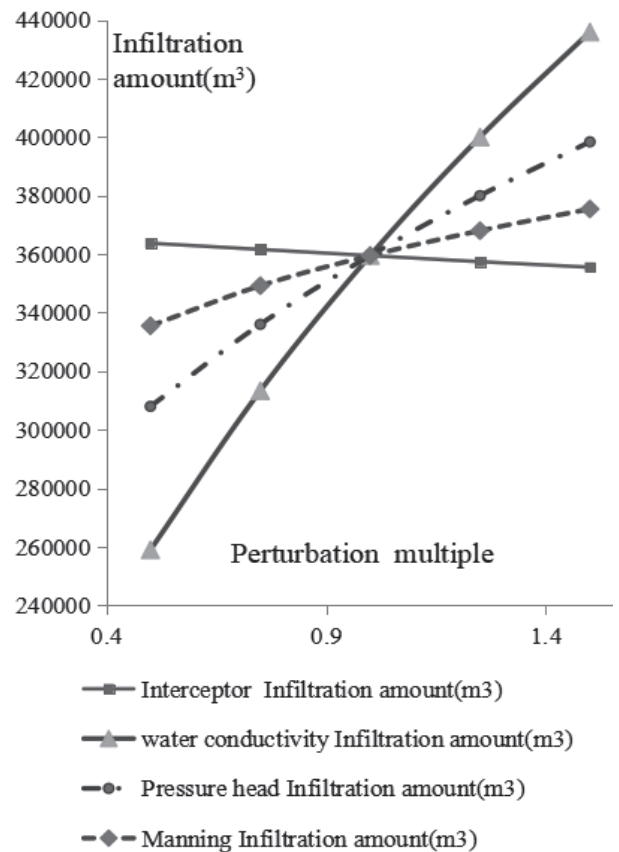 440000
Infiltration
amount(m³)
420000
400000
380000
360000
340000
320000
300000
280000
260000
Perturbation multiple
240000
0.4 0.9 1.4
Interceptor Infiltration amount(m3)
water conductivity Infiltration amount(m3)
Pressure head Infiltration amount(m3)
Manning Infiltration amount(m3)